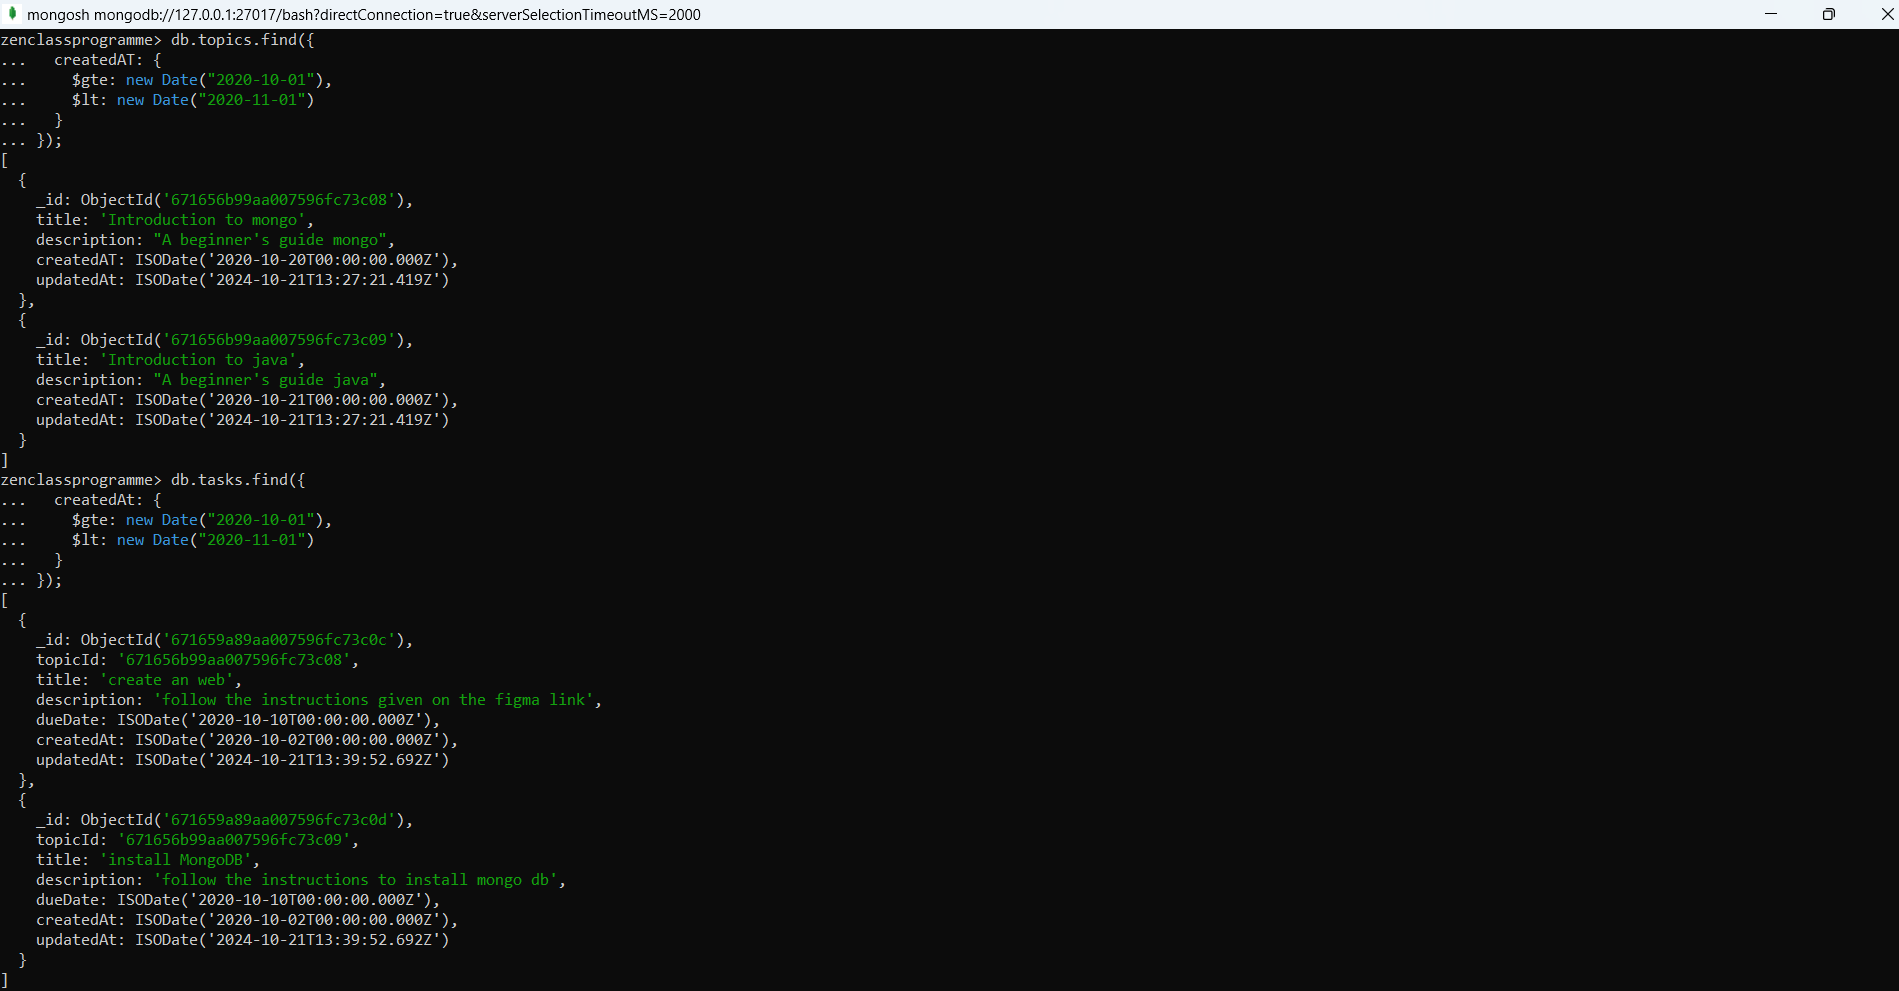 mongosh mongodb://127.0.0.1:27017/bash?directConnection=true&serverSelectionTimeoutMS=2000
zenclassprogramme> db.topics.find({
...   createdAT: {
...     $gte: new Date("2020-10-01"),
...     $lt: new Date("2020-11-01")
...   }
... });
[
  {
    _id: ObjectId('671656b99aa007596fc73c08'),
    title: 'Introduction to mongo',
    description: "A beginner's guide mongo",
    createdAT: ISODate('2020-10-20T00:00:00.000Z'),
    updatedAt: ISODate('2024-10-21T13:27:21.419Z')
  },
  {
    _id: ObjectId('671656b99aa007596fc73c09'),
    title: 'Introduction to java',
    description: "A beginner's guide java",
    createdAT: ISODate('2020-10-21T00:00:00.000Z'),
    updatedAt: ISODate('2024-10-21T13:27:21.419Z')
  }
]
zenclassprogramme> db.tasks.find({
...   createdAt: {
...     $gte: new Date("2020-10-01"),
...     $lt: new Date("2020-11-01")
...   }
... });
[
  {
    _id: ObjectId('671659a89aa007596fc73c0c'),
    topicId: '671656b99aa007596fc73c08',
    title: 'create an web',
    description: 'follow the instructions given on the figma link',
    dueDate: ISODate('2020-10-10T00:00:00.000Z'),
    createdAt: ISODate('2020-10-02T00:00:00.000Z'),
    updatedAt: ISODate('2024-10-21T13:39:52.692Z')
  },
  {
    _id: ObjectId('671659a89aa007596fc73c0d'),
    topicId: '671656b99aa007596fc73c09',
    title: 'install MongoDB',
    description: 'follow the instructions to install mongo db',
    dueDate: ISODate('2020-10-10T00:00:00.000Z'),
    createdAt: ISODate('2020-10-02T00:00:00.000Z'),
    updatedAt: ISODate('2024-10-21T13:39:52.692Z')
  }
]